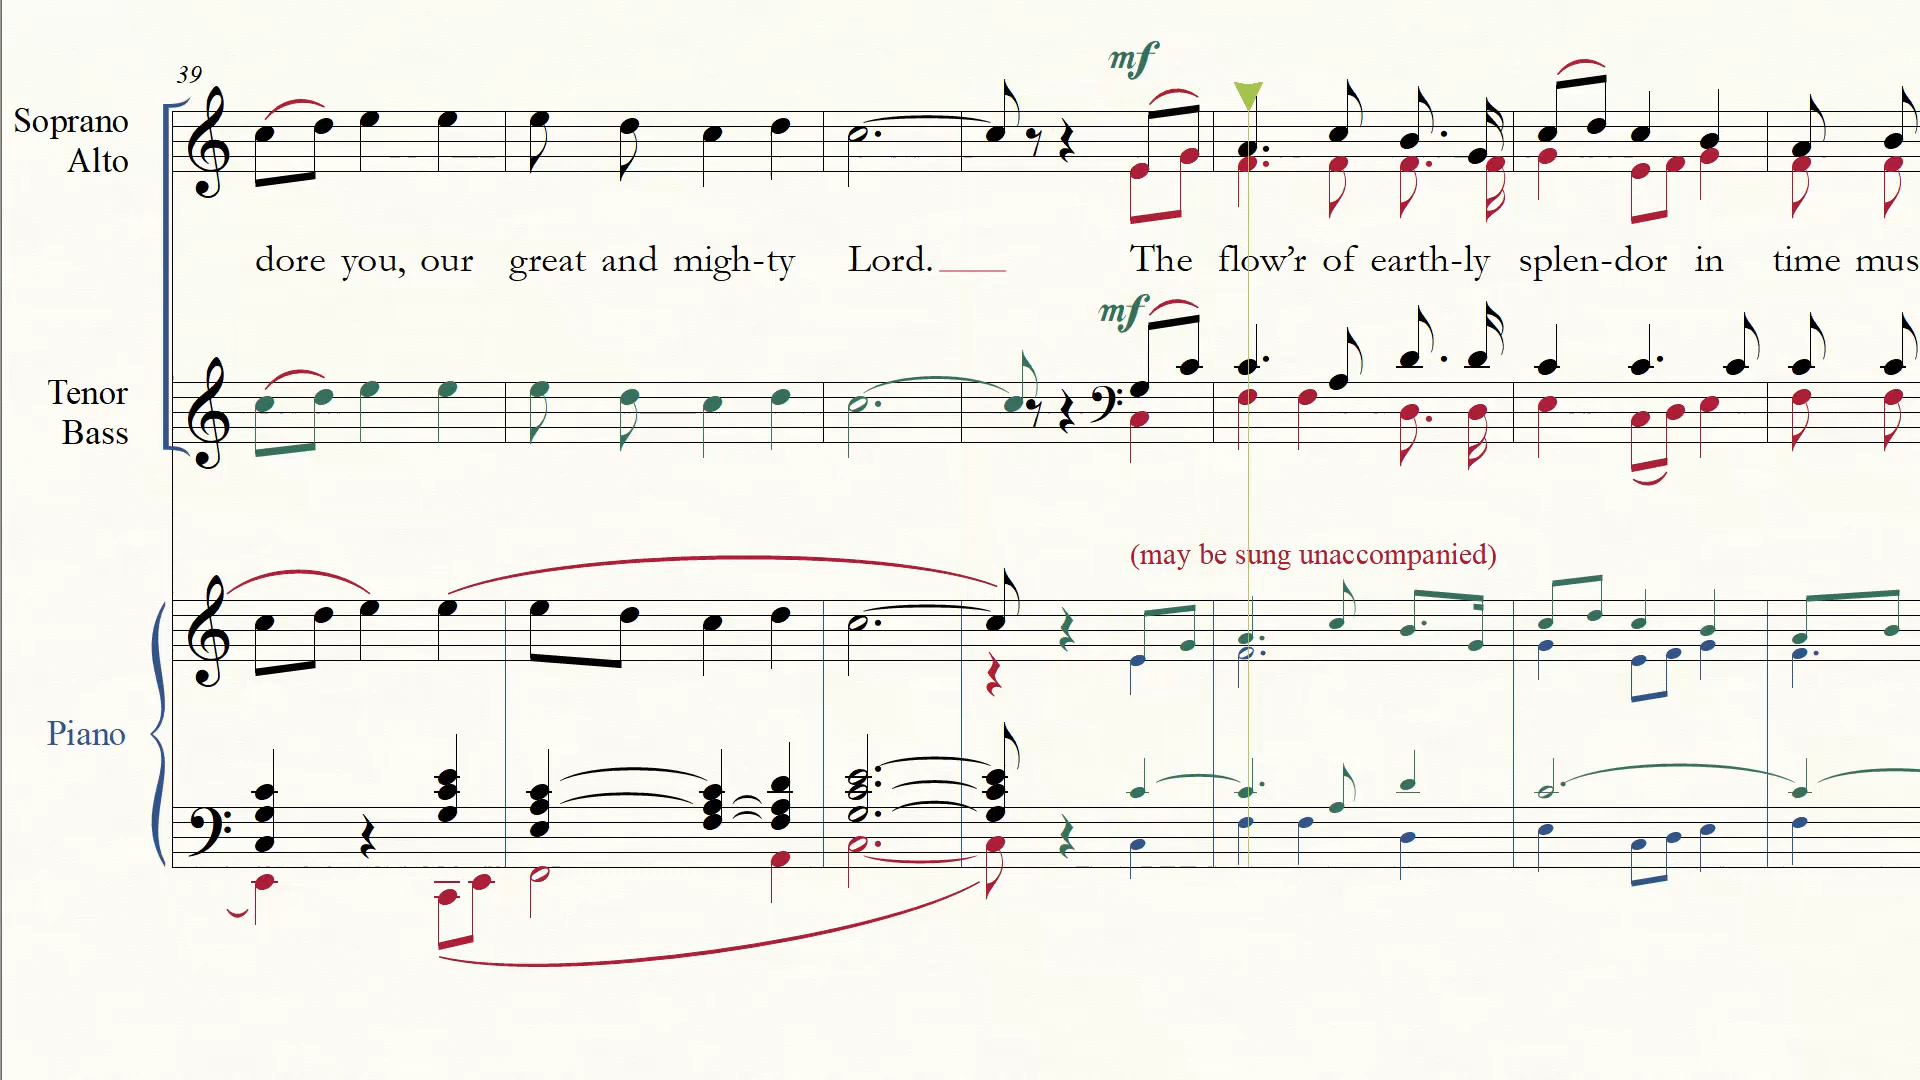 39
mf
Soprano
Alto
dore you, our great and migh-ty Lord.____ The flow’r of earth-ly splen-dor in time mus
mf
Tenor
Bass
(may be sung unaccompanied)
Piano